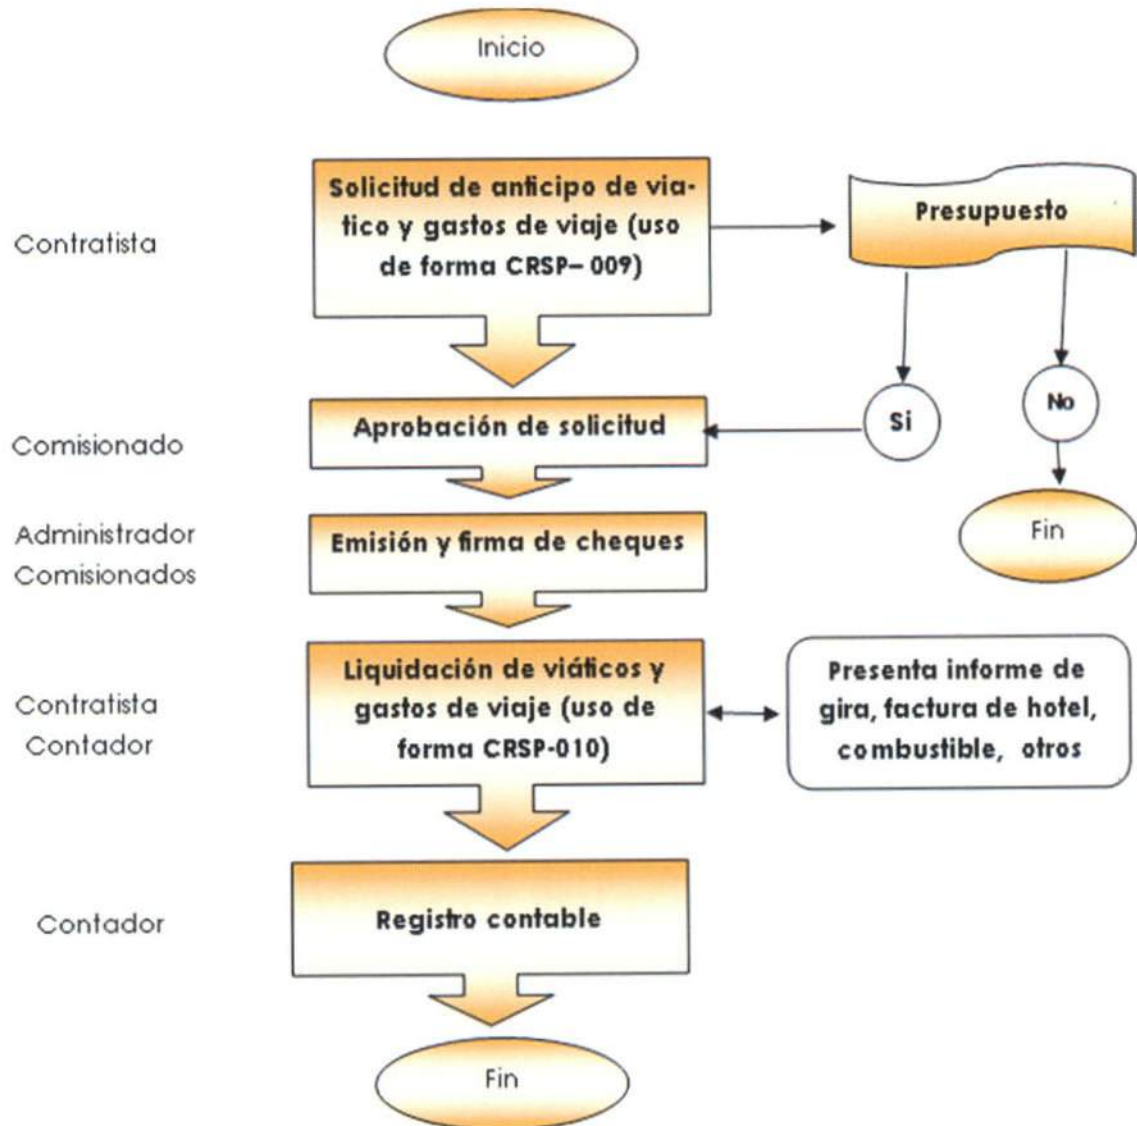 Inicio
Contratista
Solicitud de anticipo de via-
tico y gastos de viaje (uso
de forma CRSP– 009)
Presupuesto
Si
No
Comisionado
Aprobación de solicitud
Fin
Administrador
Comisionados
Emisión y firma de cheques
Contratista
Contador
Liquidación de viáticos y
gastos de viaje (uso de
forma CRSP-010)
Presenta informe de
gira, factura de hotel,
combustible, otros
Contador
Registro contable
Fin